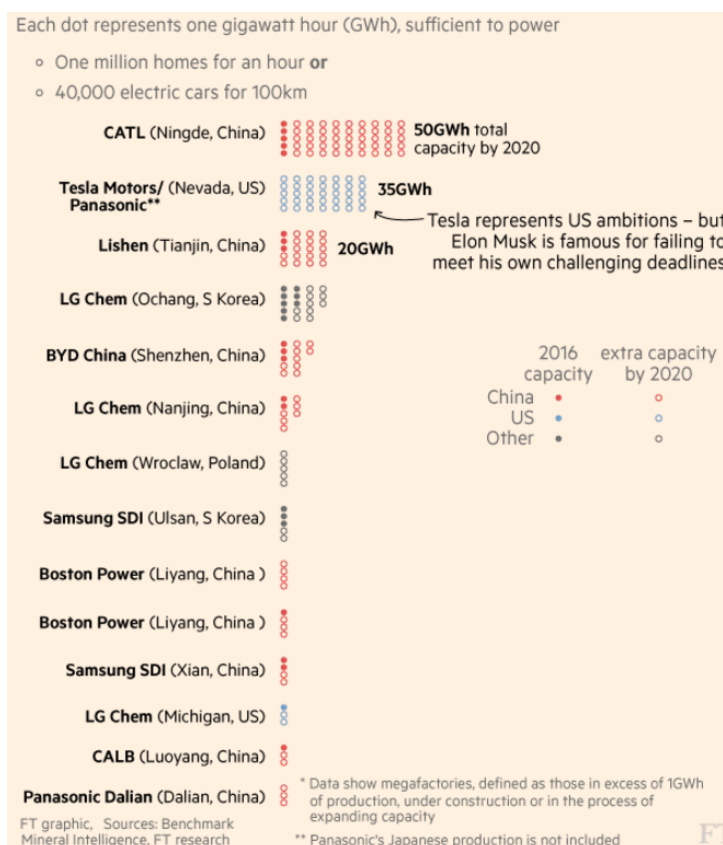 Each dot represents one gigawatt hour (GWh), sufficient to power
One million homes for an hour or
40,000 electric cars for 100km
CATL (Ningde, China)
50GWh total
capacity by 2020
Tesla Motors/ (Nevada, US)
Panasonic**
35GWh
Tesla represents US ambitions – but
Elon Musk is famous for failing to
meet his own challenging deadlines
Lishen (Tianjin, China)
20GWh
LG Chem (Ochang, S Korea)
BYD China (Shenzhen, China)
2016 extra capacity
capacity by 2020
China
US
Other
LG Chem (Nanjing, China)
LG Chem (Wroclaw, Poland)
Samsung SDI (Ulsan, S Korea)
Boston Power (Liyang, China )
Boston Power (Liyang, China )
Samsung SDI (Xian, China)
LG Chem (Michigan, US)
CALB (Luoyang, China)
Panasonic Dalian (Dalian, China)
* Data show megafactories, defined as those in excess of 1GWh
of production, under construction or in the process of
expanding capacity
** Panasonic's Japanese production is not included
FT graphic, Sources: Benchmark
Mineral Intelligence, FT research
FT